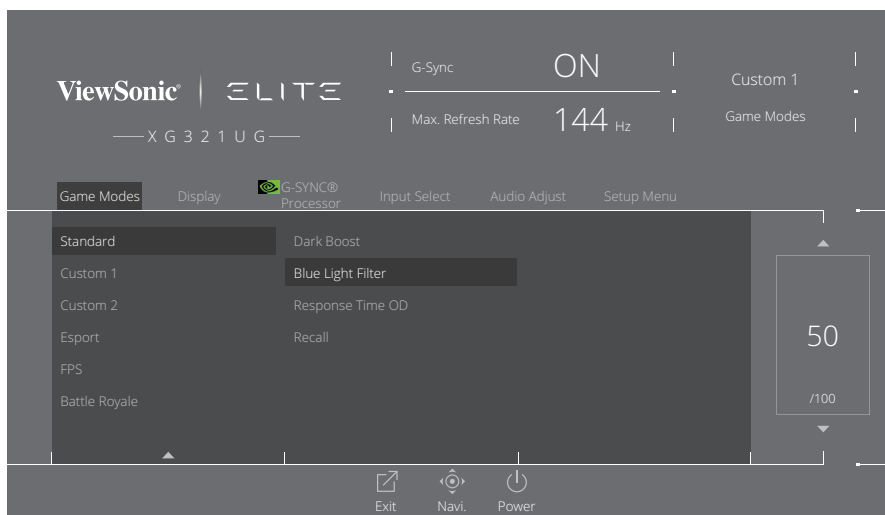 ViewSonic® | ELITE
XG321UG
G-Sync ON
Max. Refresh Rate 144 Hz
Custom 1
Game Modes
Game Modes
Display
G-SYNC®
Processor
Input Select
Audio Adjust
Setup Menu
Standard
Custom 1
Custom 2
Esport
FPS
Battle Royale
Dark Boost
Blue Light Filter
Response Time OD
Recall
50
/100
Exit
Navi.
Power